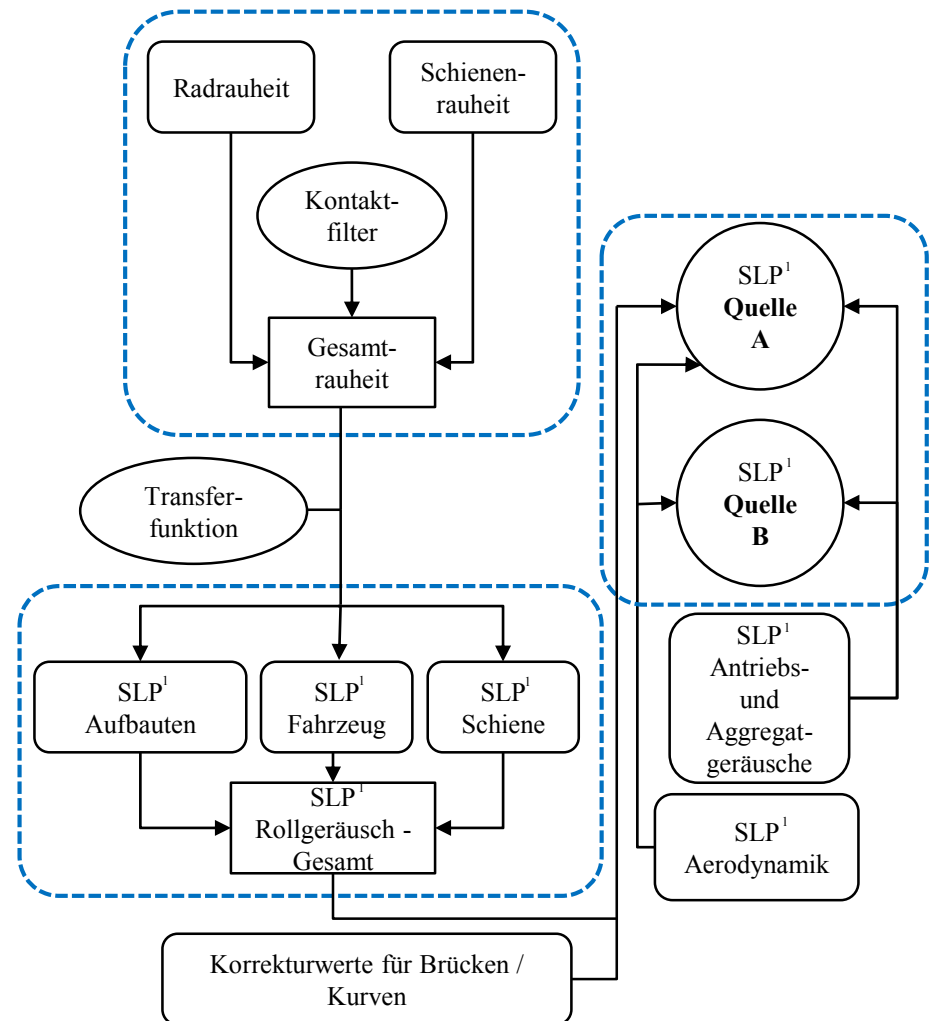 Radrauheit
Schienen-
rauheit
Kontakt-
filter
Gesamt-
rauheit
Transfer-
funktion
SLP¹
Aufbauten
SLP¹
Fahrzeug
SLP¹
Schiene
SLP¹
Rollgeräusch -
Gesamt
Korrekturwerte für Brücken /
Kurven
SLP¹
Quelle
A
SLP¹
Quelle
B
SLP¹
Antriebs-
und
Aggregat-
geräusche
SLP¹
Aerodynamik